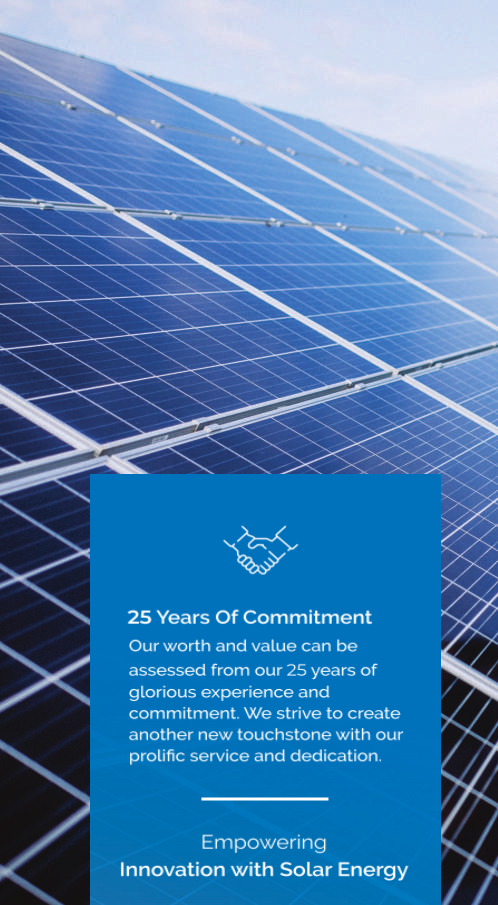 25 Years Of Commitment
Our worth and value can be
assessed from our 25 years of
glorious experience and
commitment. We strive to create
another new touchstone with our
prolific service and dedication.
Empowering
Innovation with Solar Energy